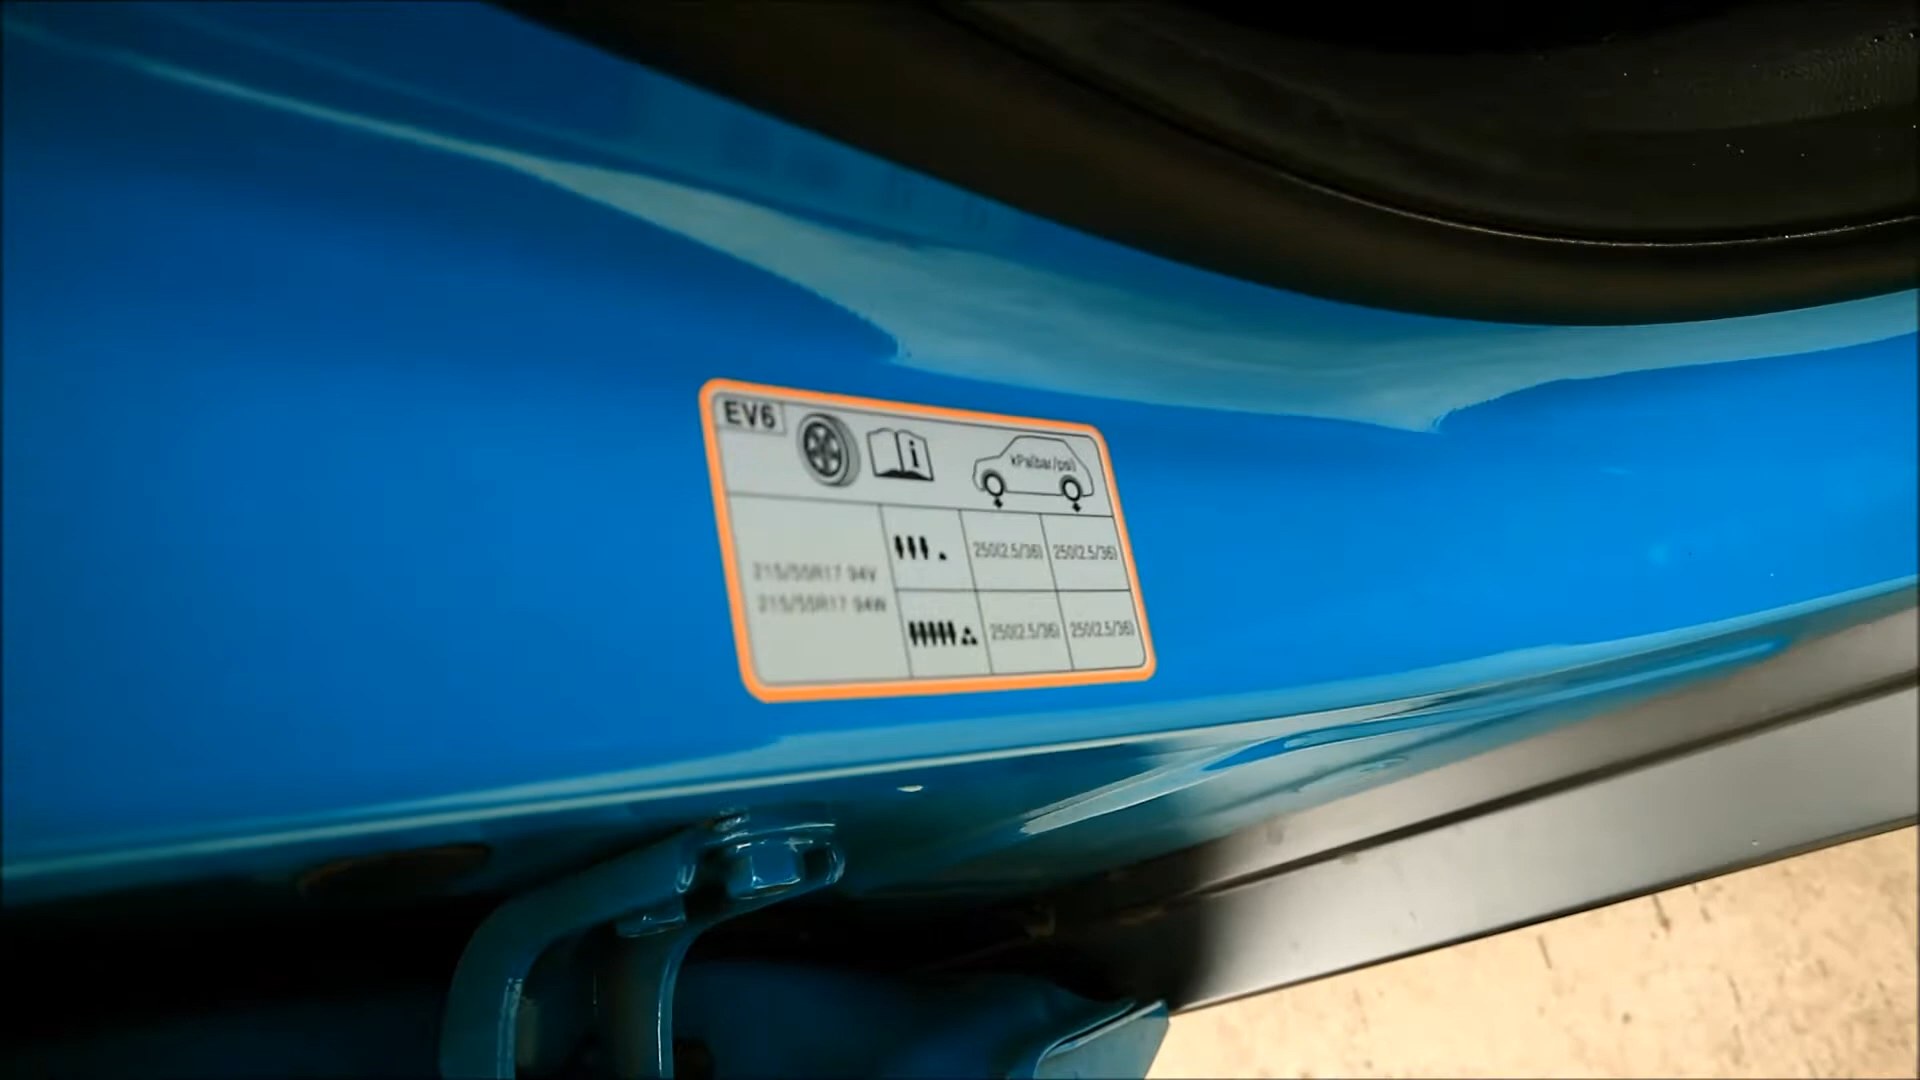 EV6
i
kPa(bar/psi)
215/55R17 94V
215/55R17 94W
250(2.5/36) 250(2.5/36)
250(2.5/36) 250(2.5/36)